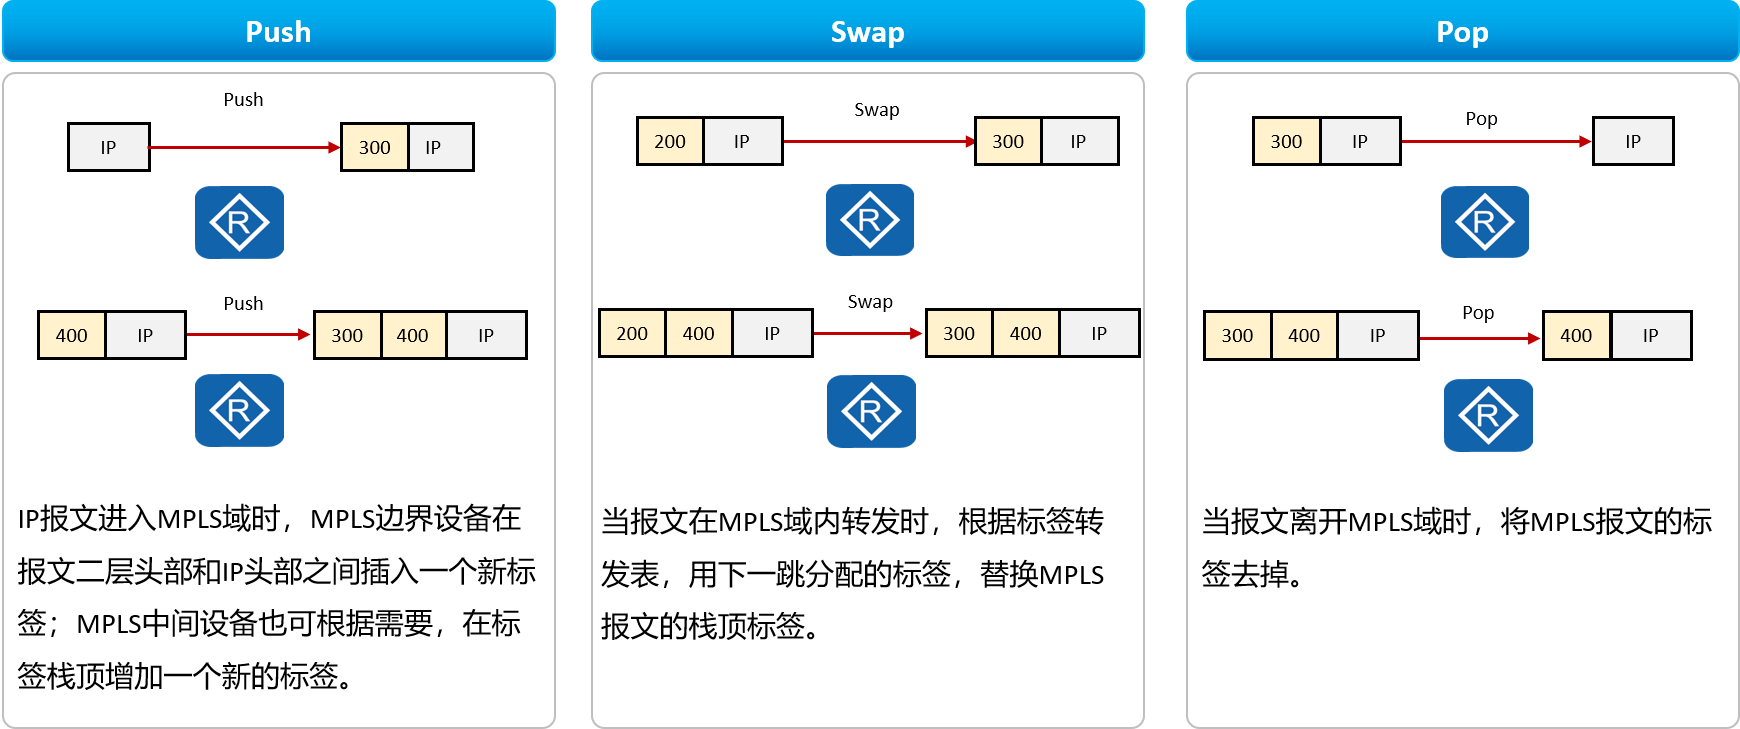 Push
Push
IP
300 IP
R
Push
400 IP
300 400 IP
R
IP报文进入MPLS域时，MPLS边界设备在
报文二层头部和IP头部之间插入一个新标
签；MPLS中间设备也可根据需要，在标
签栈顶增加一个新的标签。
Swap
Swap
200 IP
300 IP
R
Swap
200 400 IP
300 400 IP
R
当报文在MPLS域内转发时，根据标签转
发表，用下一跳分配的标签，替换MPLS
报文的栈顶标签。
Pop
Pop
300 IP
IP
R
Pop
300 400 IP
400 IP
R
当报文离开MPLS域时，将MPLS报文的标
签去掉。